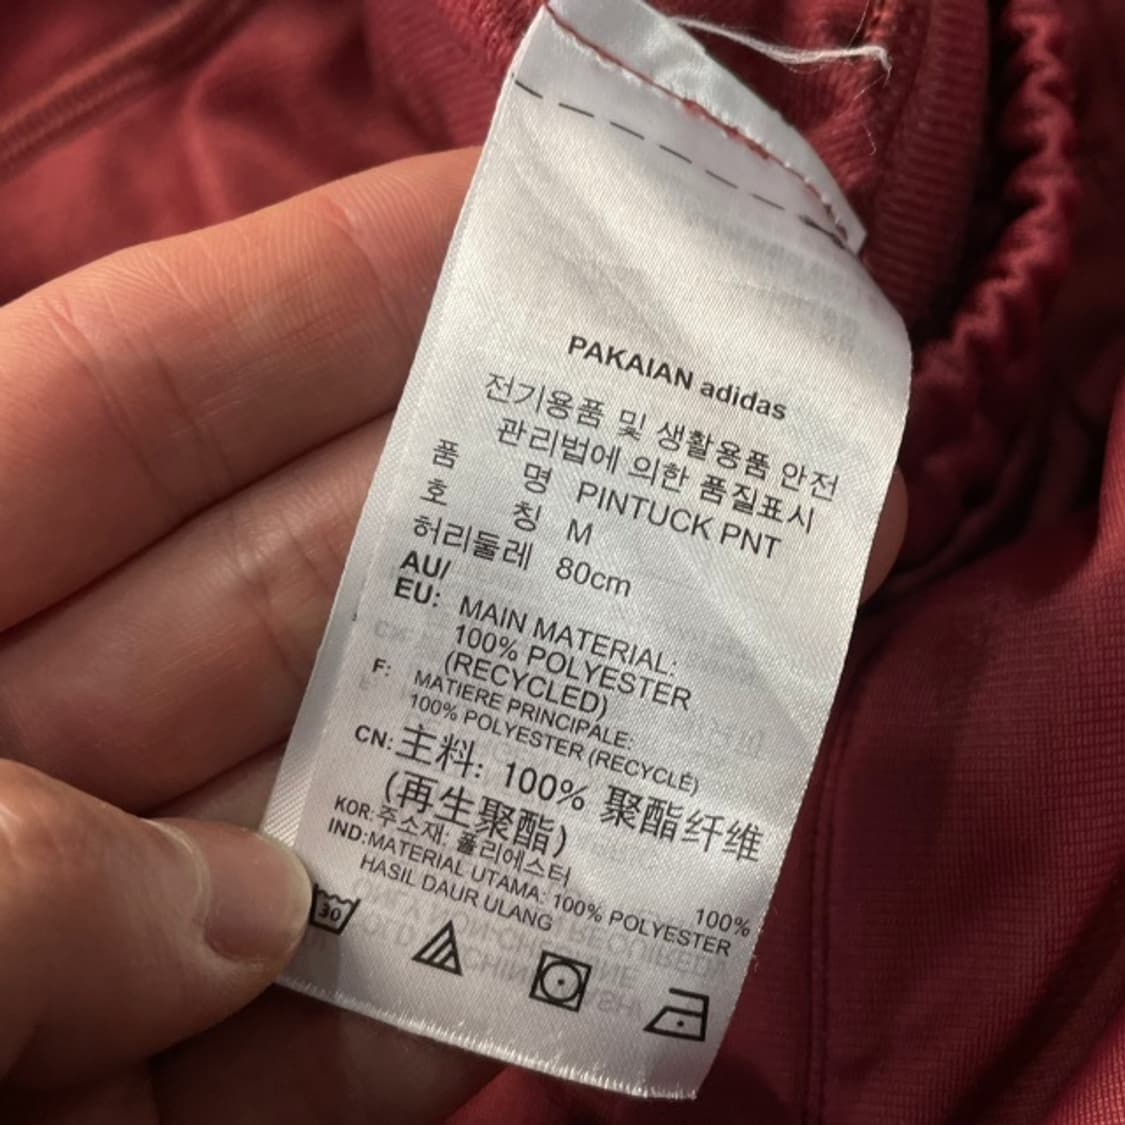 PAKAIAN adidas
전기용품 및 생활용품 안전
관리법에 의한 품질표시
품 명 PINTUCK PNT
호 칭 M
허리둘레 80cm
AU/
EU: MAIN MATERIAL:
100% POLYESTER
(RECYCLED)
F: MATIERE PRINCIPALE:
100% POLYESTER (RECYCLÉ)
CN: 主料: 100% 聚酯纤维
(再生聚酯)
KOR: 주소재: 폴리에스터 100%
IND:MATERIAL UTAMA: 100% POLYESTER
HASIL DAUR ULANG
30